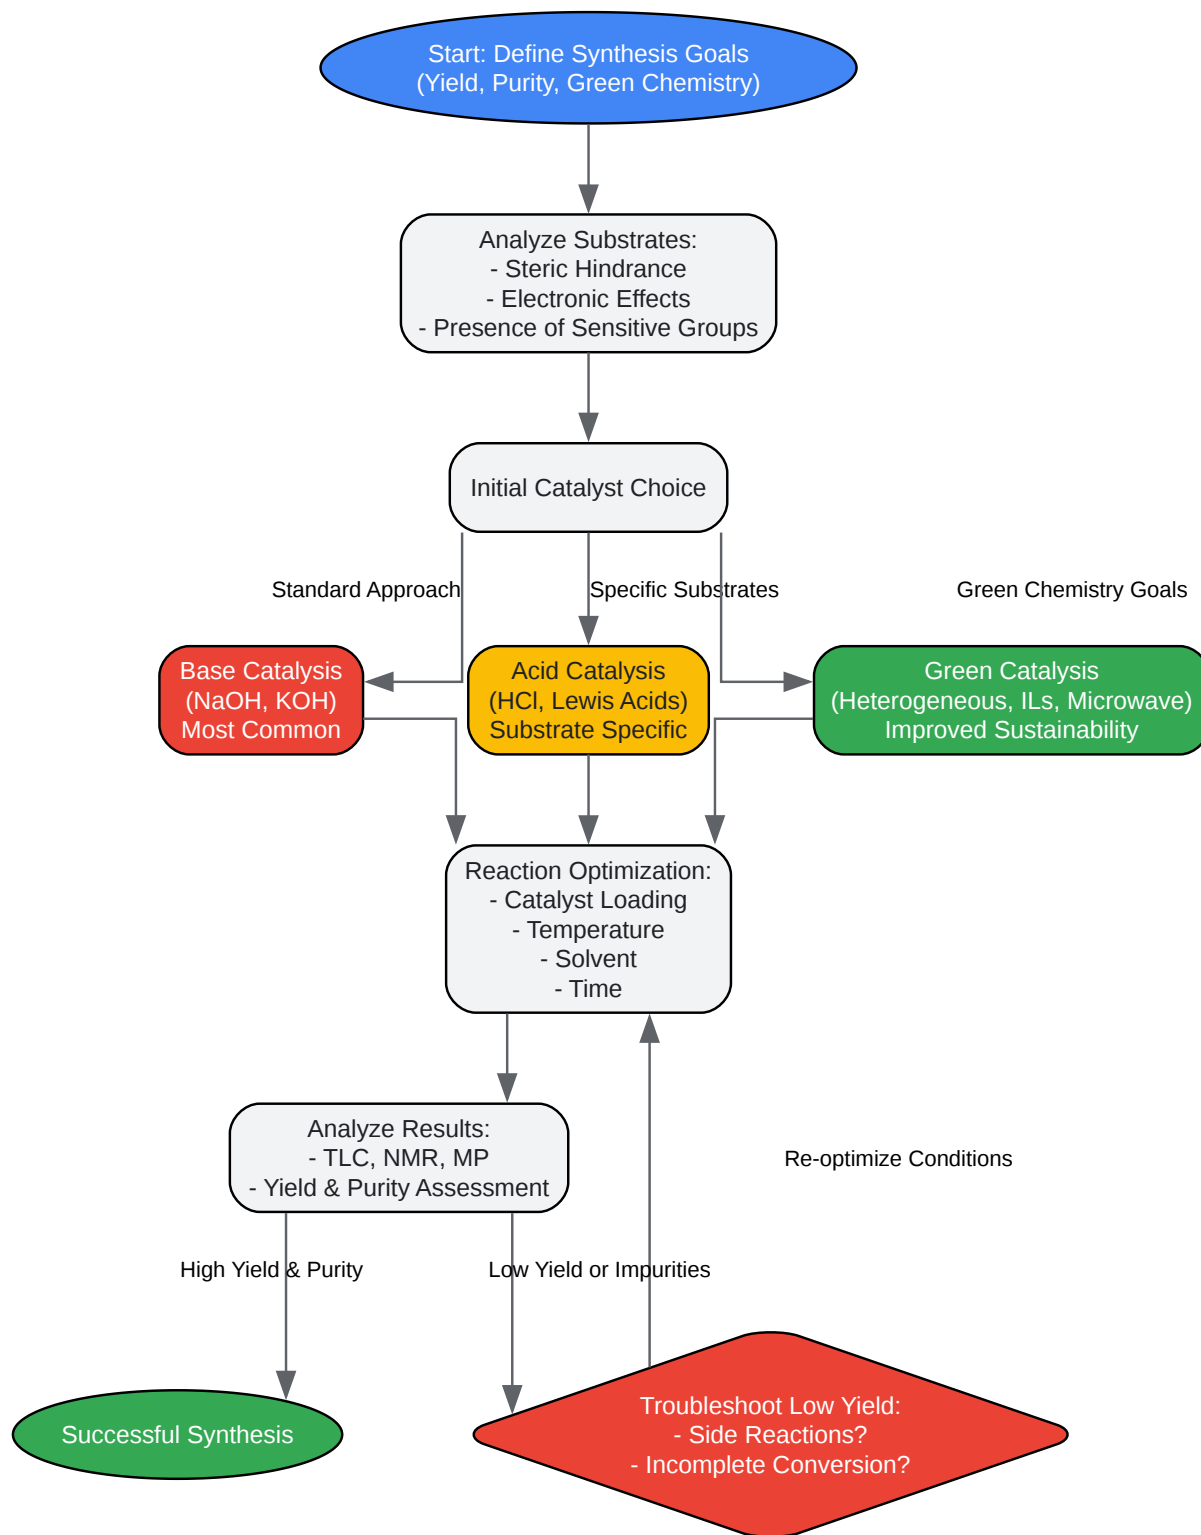 Start: Define Synthesis Goals
(Yield, Purity, Green Chemistry)
Analyze Substrates:
- Steric Hindrance
- Electronic Effects
- Presence of Sensitive Groups
Initial Catalyst Choice
Standard Approach
Specific Substrates
Green Chemistry Goals
Base Catalysis
(NaOH, KOH)
Most Common
Acid Catalysis
(HCl, Lewis Acids)
Substrate Specific
Green Catalysis
(Heterogeneous, ILs, Microwave)
Improved Sustainability
Reaction Optimization:
- Catalyst Loading
- Temperature
- Solvent
- Time
Analyze Results:
- TLC, NMR, MP
- Yield & Purity Assessment
Re-optimize Conditions
High Yield & Purity
Low Yield or Impurities
Successful Synthesis
Troubleshoot Low Yield:
- Side Reactions?
- Incomplete Conversion?